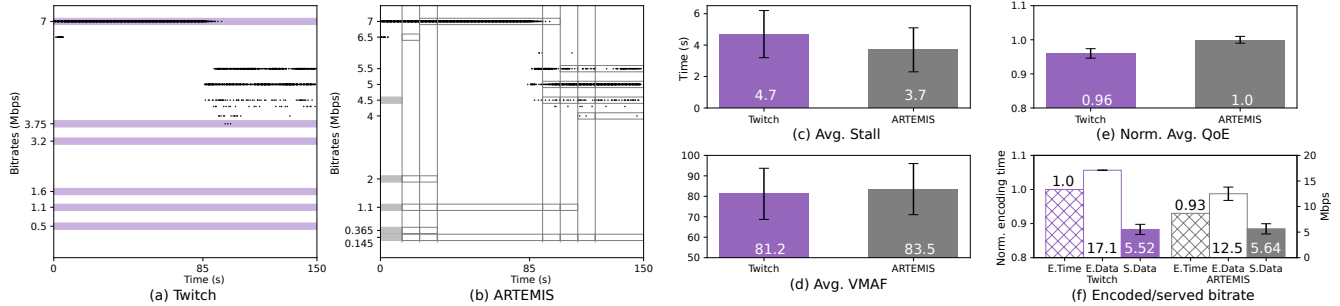 Bitrates (Mbps)
7
6.5
3.75
3.2
1.6
1.1
0.5
0
85
150
Time (s)
(a) Twitch
Bitrates (Mbps)
7
6.5
5.5
5
4.5
4
2
1.1
0.365
0.145
0
85
150
Time (s)
(b) ARTEMIS
Time (s)
6
4
2
0
4.7
3.7
Twitch
ARTEMIS
(c) Avg. Stall
100
90
80
70
60
50
81.2
83.5
Twitch
ARTEMIS
(d) Avg. VMAF
1.1
1.0
0.9
0.8
0.96
1.0
Twitch
ARTEMIS
(e) Norm. Avg. QoE
Norm. encoding time
1.1
1.0
0.9
0.8
1.0
17.1
5.52
0.93
12.5
5.64
20
15
10
5
0
Mbps
E.Time E.Data S.Data E.Time E.Data S.Data
Twitch ARTEMIS
(f) Encoded/served bitrate